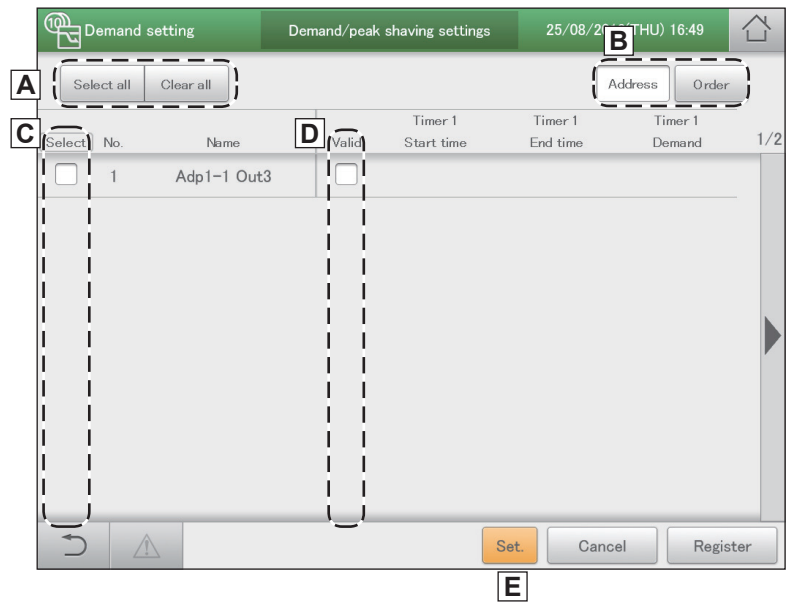 10 Demand setting Demand/peak shaving settings 25/08/2 (THU) 16:49
B
A Select all Clear all Address Order
Timer 1 Timer 1 Timer 1
C Select No. Name D Valid Start time End time Demand 1/2
1 Adp1-1 Out3
Set. Cancel Register
E